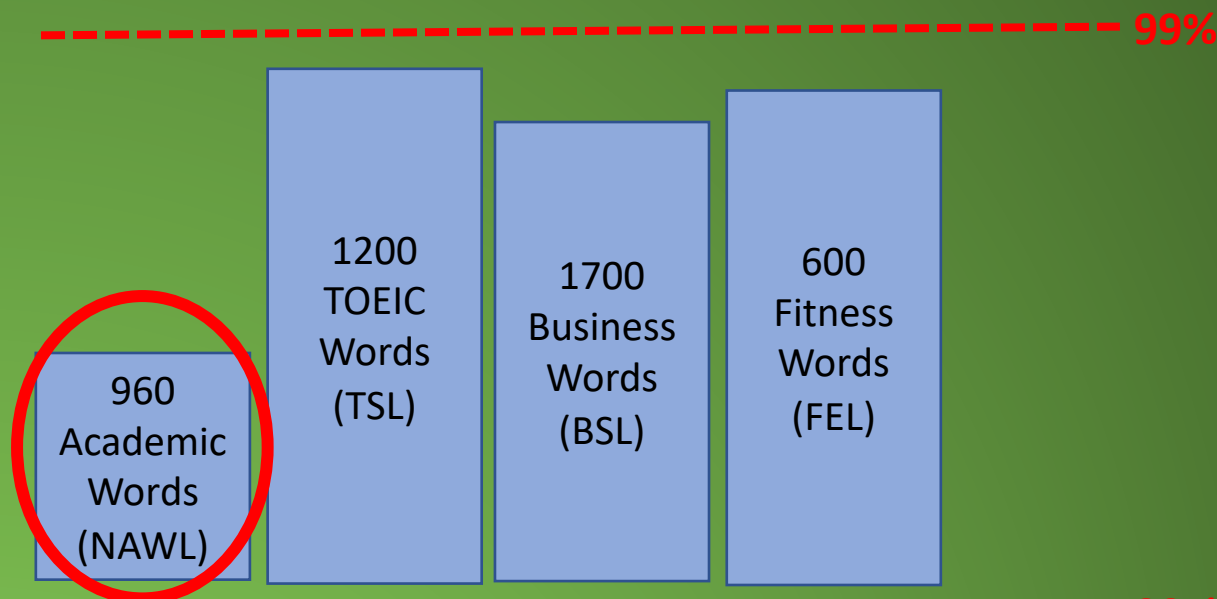 99%
960
Academic
Words
(NAWL)
1200
TOEIC
Words
(TSL)
1700
Business
Words
(BSL)
600
Fitness
Words
(FEL)